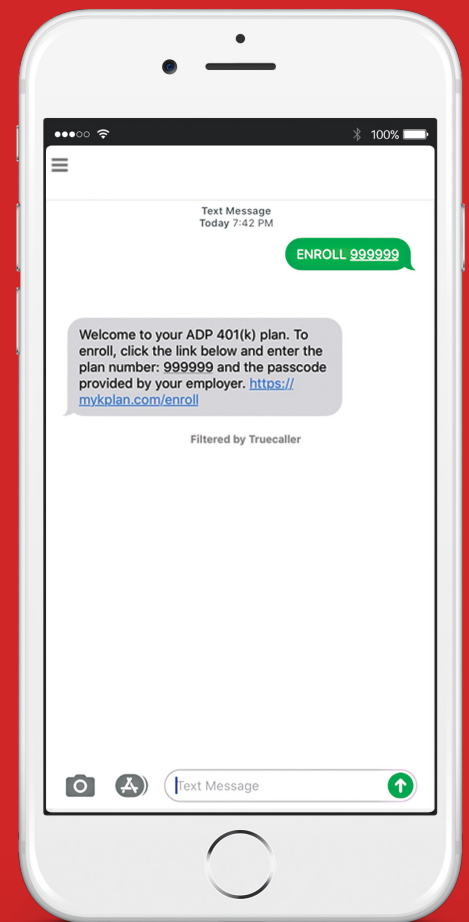 100%
Text Message
Today 7:42 PM
ENROLL 999999
Welcome to your ADP 401(k) plan. To
enroll, click the link below and enter the
plan number: 999999 and the passcode
provided by your employer. https://
mykplan.com/enroll
Filtered by Truecaller
Text Message